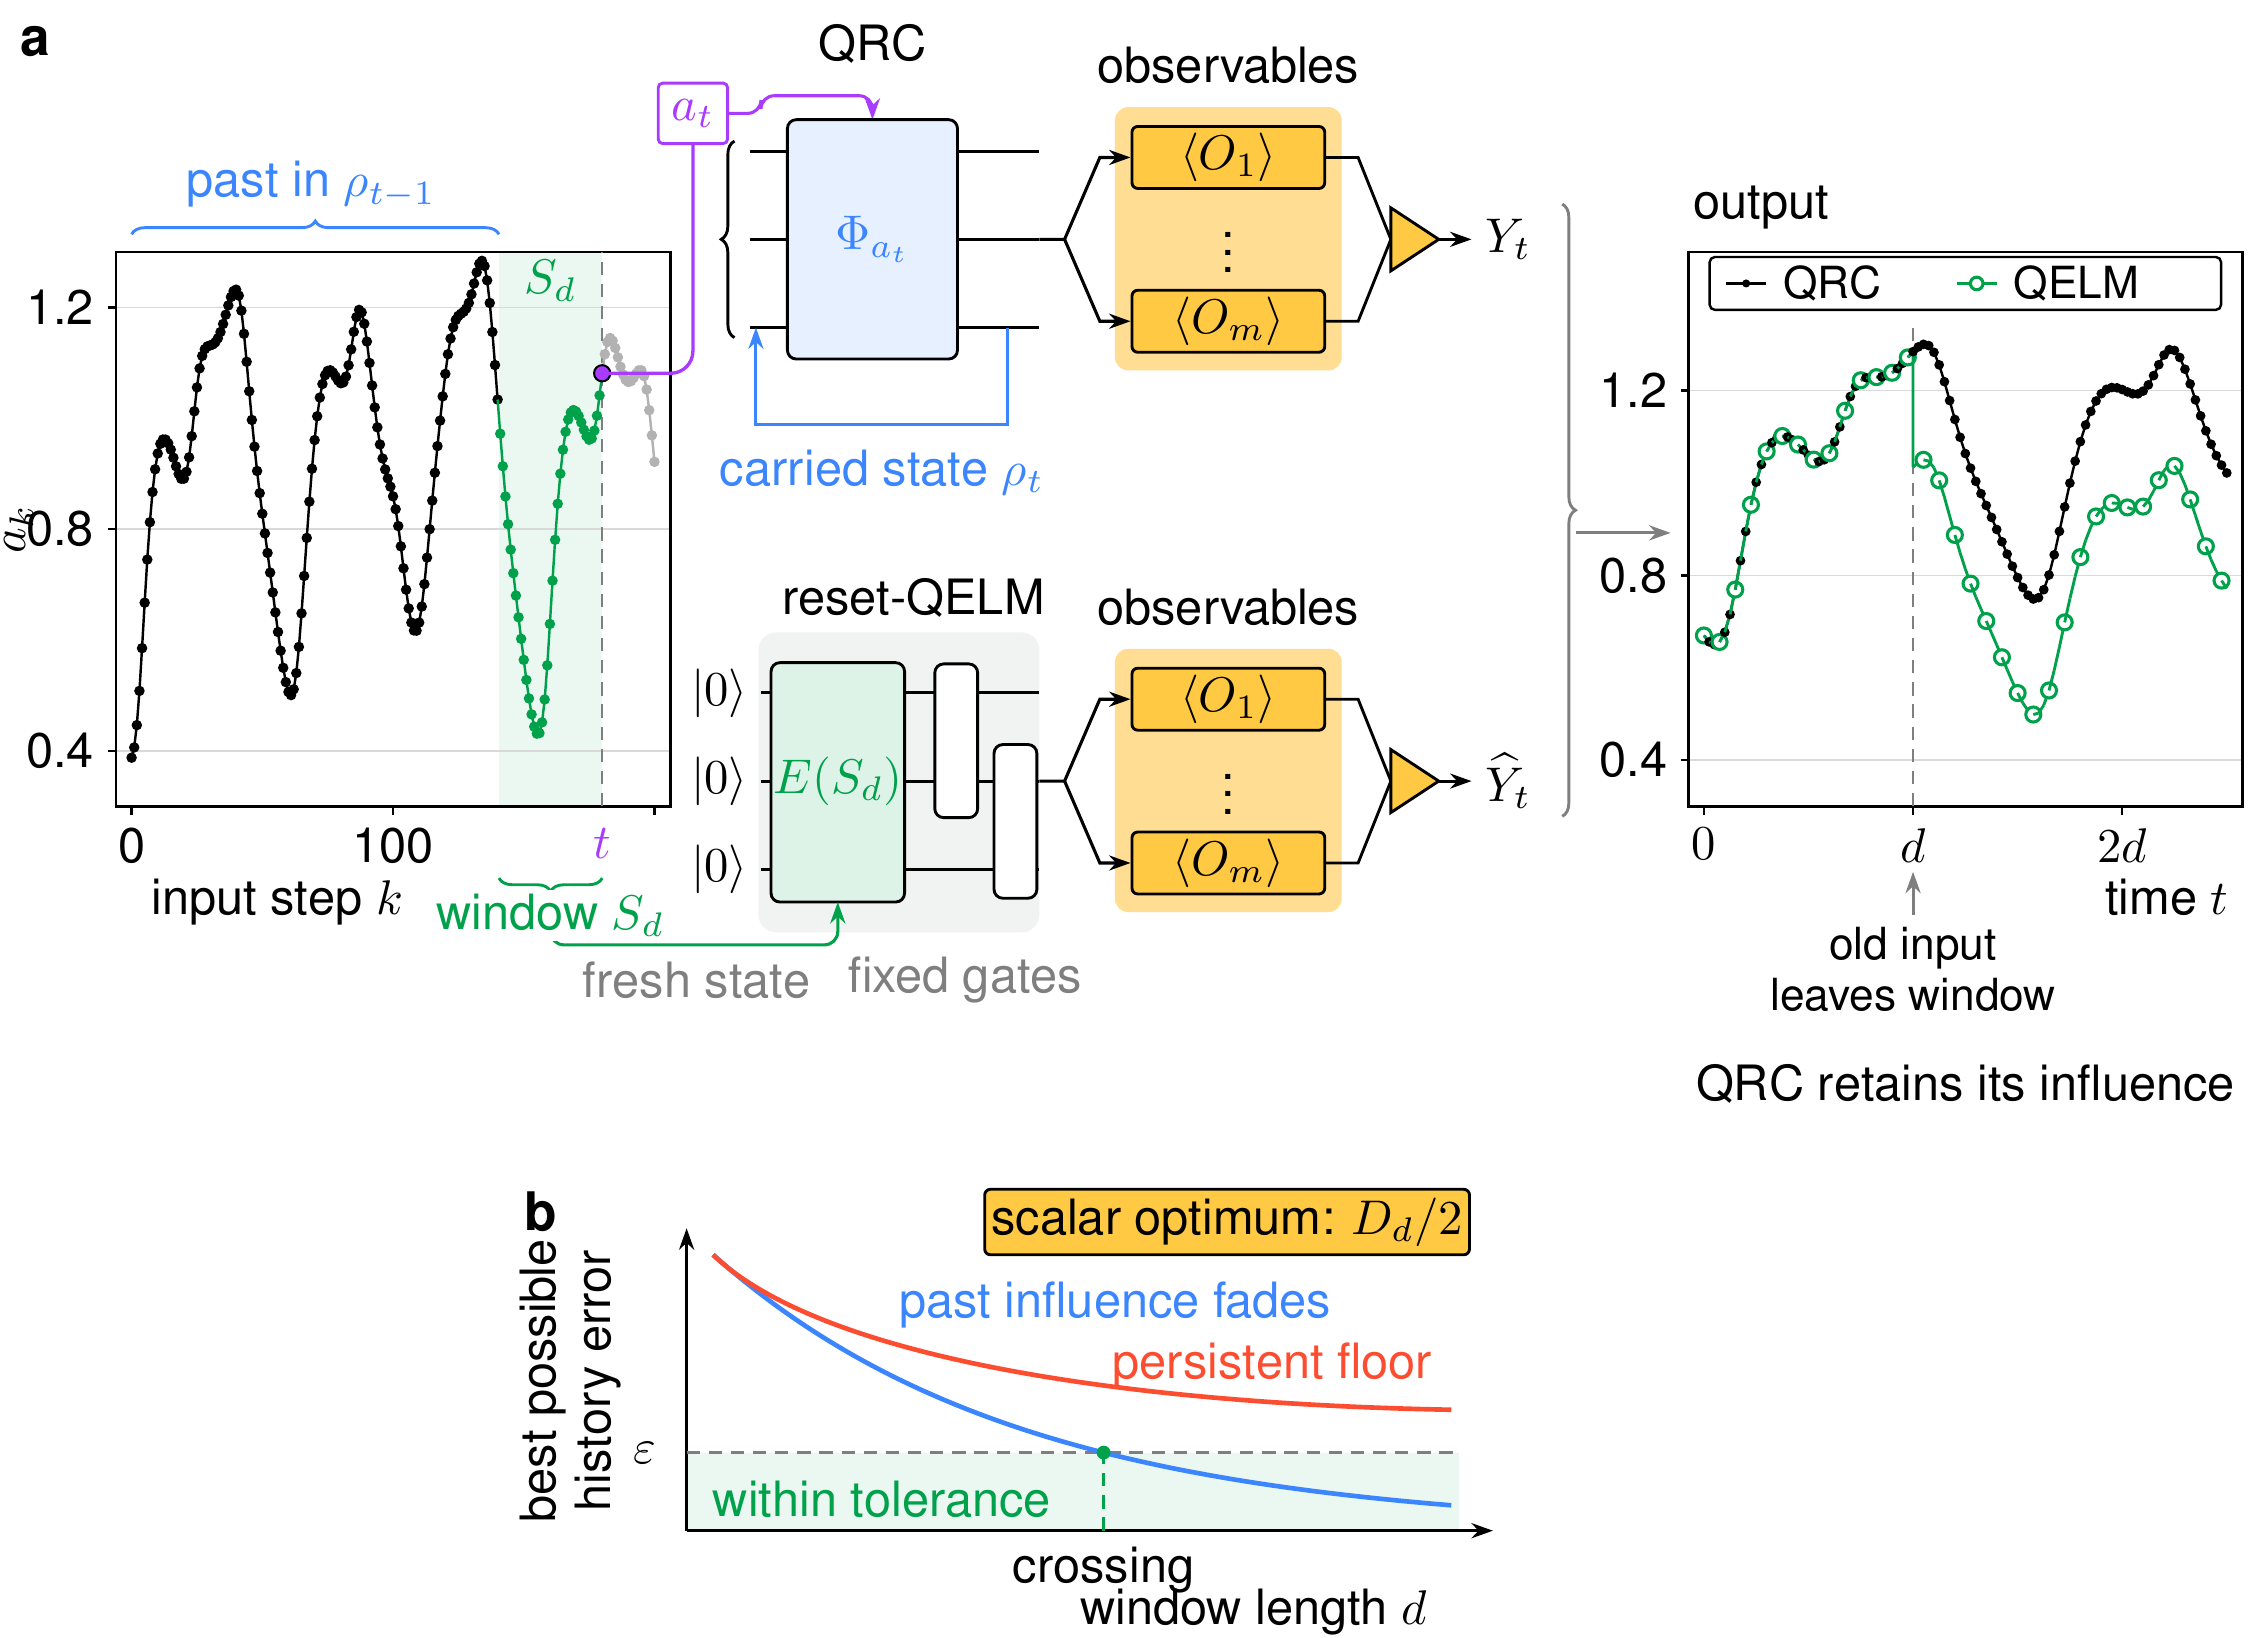 a
QRC
observables
a_t
⟨O_1⟩
past in ρ_{t−1}
output
S_d
Φ_{a_t}
⋮
Y_t
QRC
QELM
1.2
⟨O_m⟩
1.2
carried state ρ_t
a_k
0.8
0.8
reset-QELM
observables
|0⟩
⟨O_1⟩
0.4
|0⟩
E(S_d)
⋮
Ŷ_t
0.4
0
100
t
|0⟩
⟨O_m⟩
0
d
2d
input step k
window S_d
time t
fresh state
fixed gates
old input
leaves window
QRC retains its influence
b
scalar optimum: D_d/2
best possible
history error
past influence fades
persistent floor
ε
within tolerance
crossing
window length d